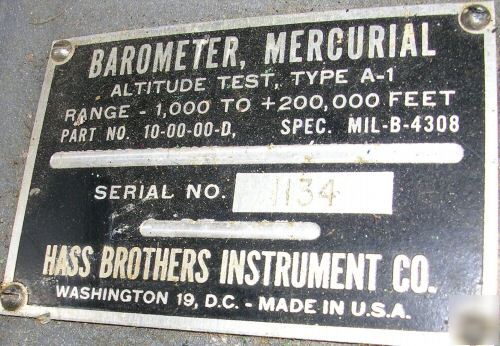 BAROMETER, MERCURIAL
ALTITUDE TEST, TYPE A-1
RANGE - 1,000 TO +200,000 FEET
PART NO. 10-00-00-D, SPEC. MIL-B-4308
SERIAL NO. 1134
HASS BROTHERS INSTRUMENT CO.
WASHINGTON 19, D.C. - MADE IN U.S.A.